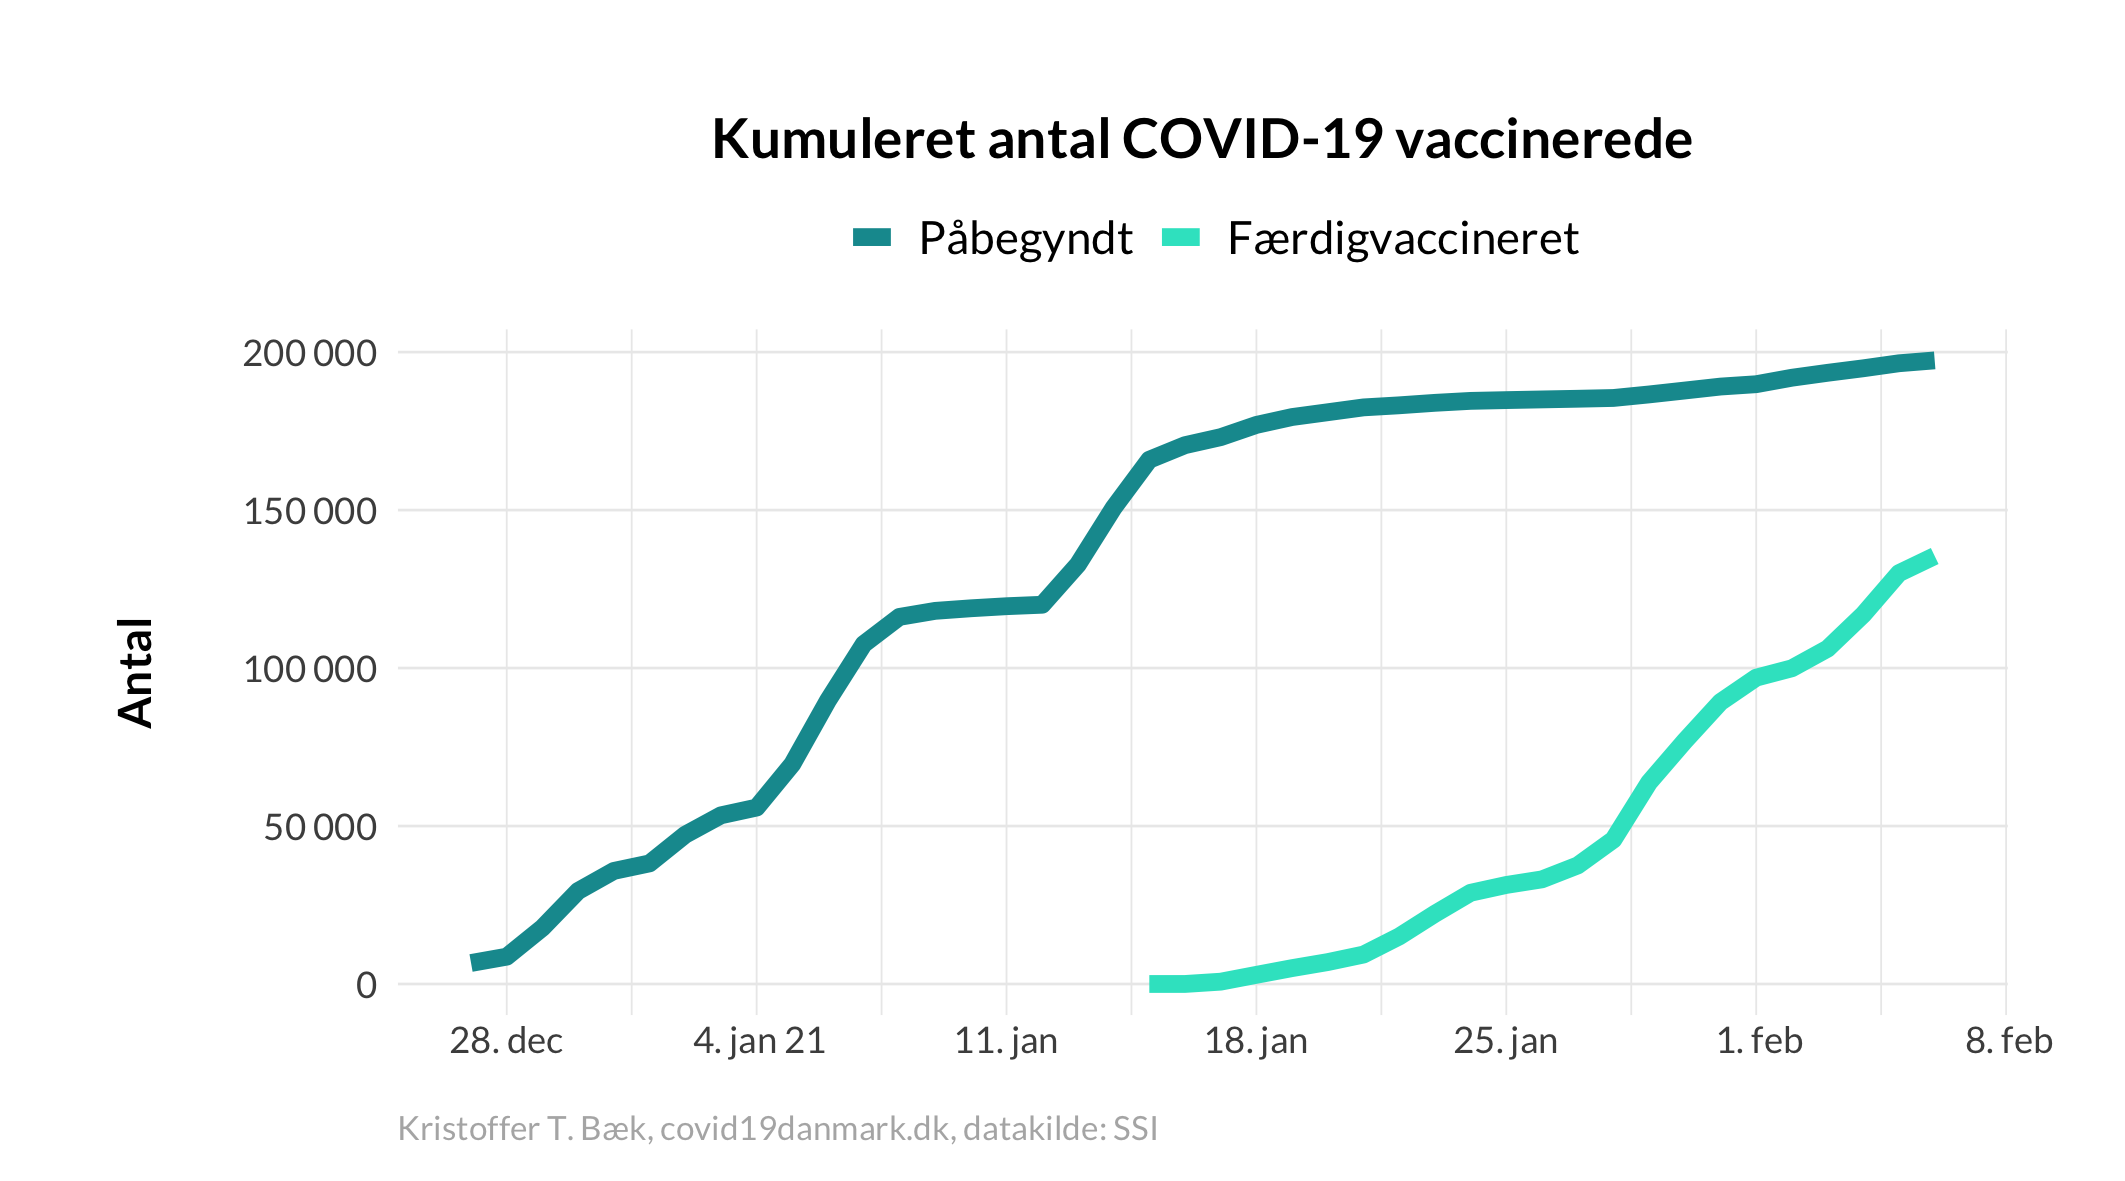 Kumuleret antal COVID-19 vaccinerede
Påbegyndt Færdigvaccineret
200 000
150 000
100 000
50 000
0
Antal
28. dec 4. jan 21 11. jan 18. jan 25. jan 1. feb 8. feb
Kristoffer T. Bæk, covid19danmark.dk, datakilde: SSI